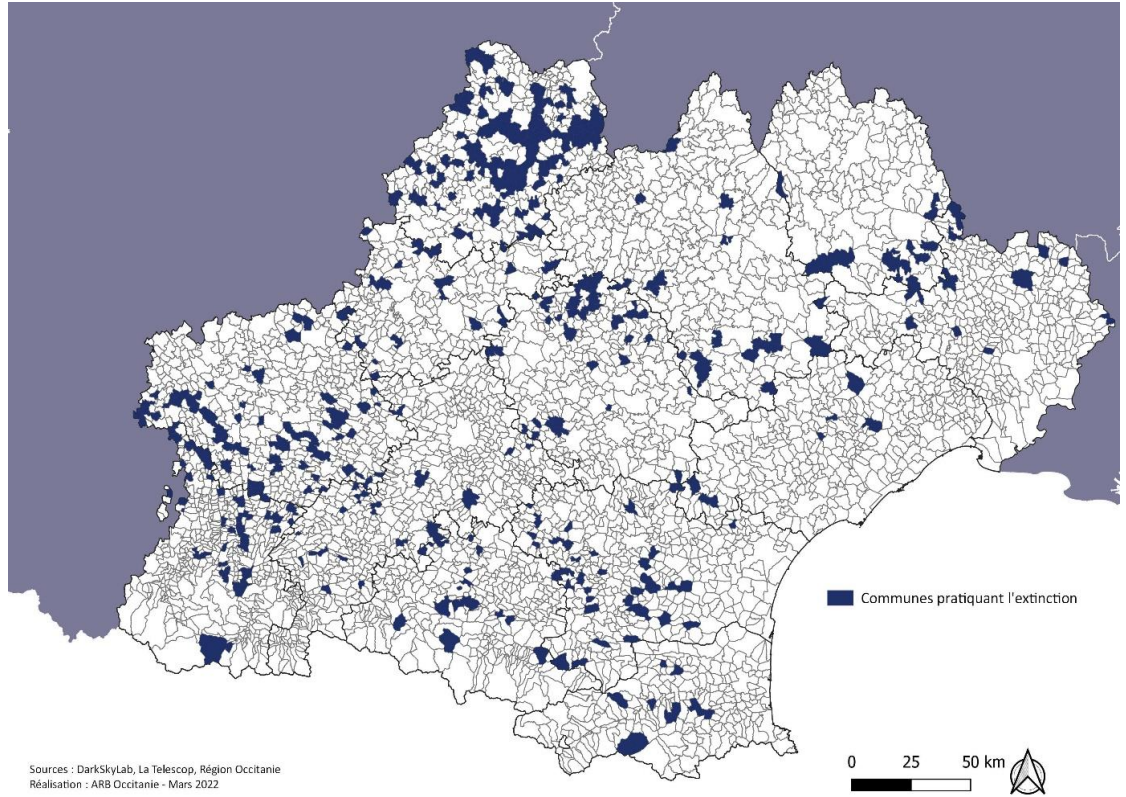 Communes pratiquant l'extinction
Sources : DarkSkyLab, La Telescop, Région Occitanie
Réalisation : ARB Occitanie - Mars 2022
0 25 50 km